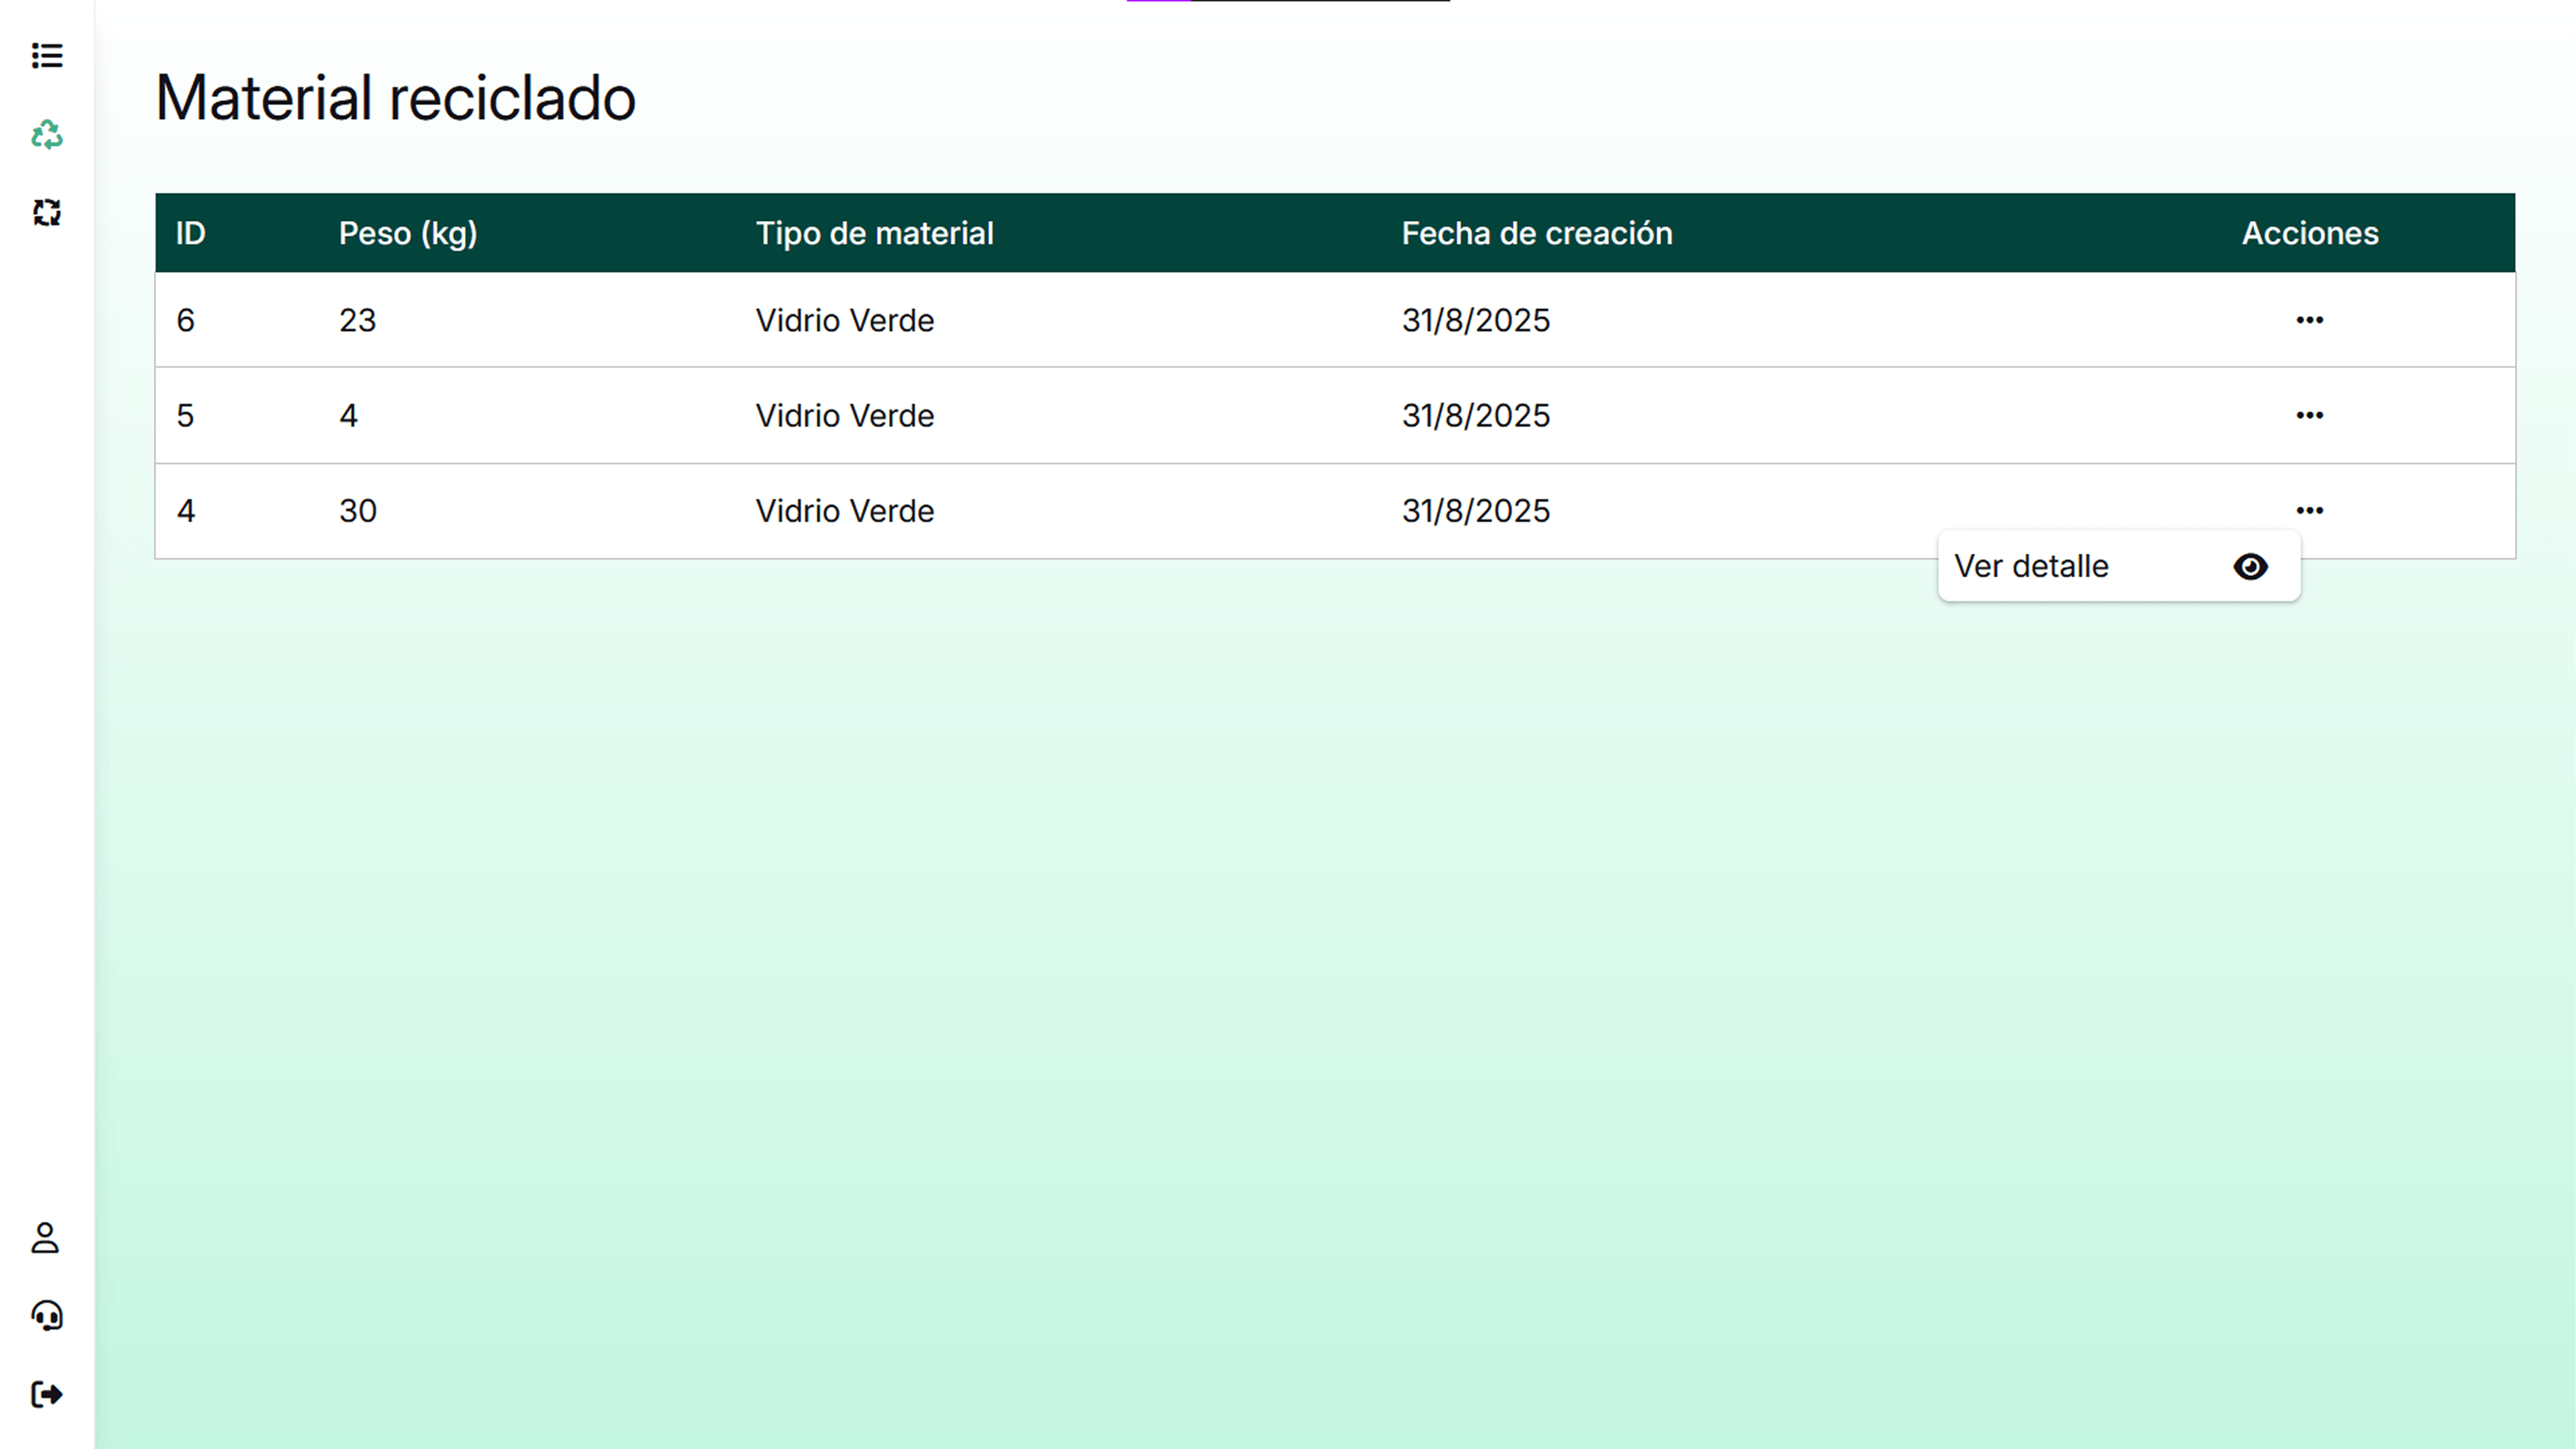 Material reciclado
ID Peso (kg) Tipo de material Fecha de creación Acciones
6 23 Vidrio Verde 31/8/2025
5 4 Vidrio Verde 31/8/2025
4 30 Vidrio Verde 31/8/2025
Ver detalle